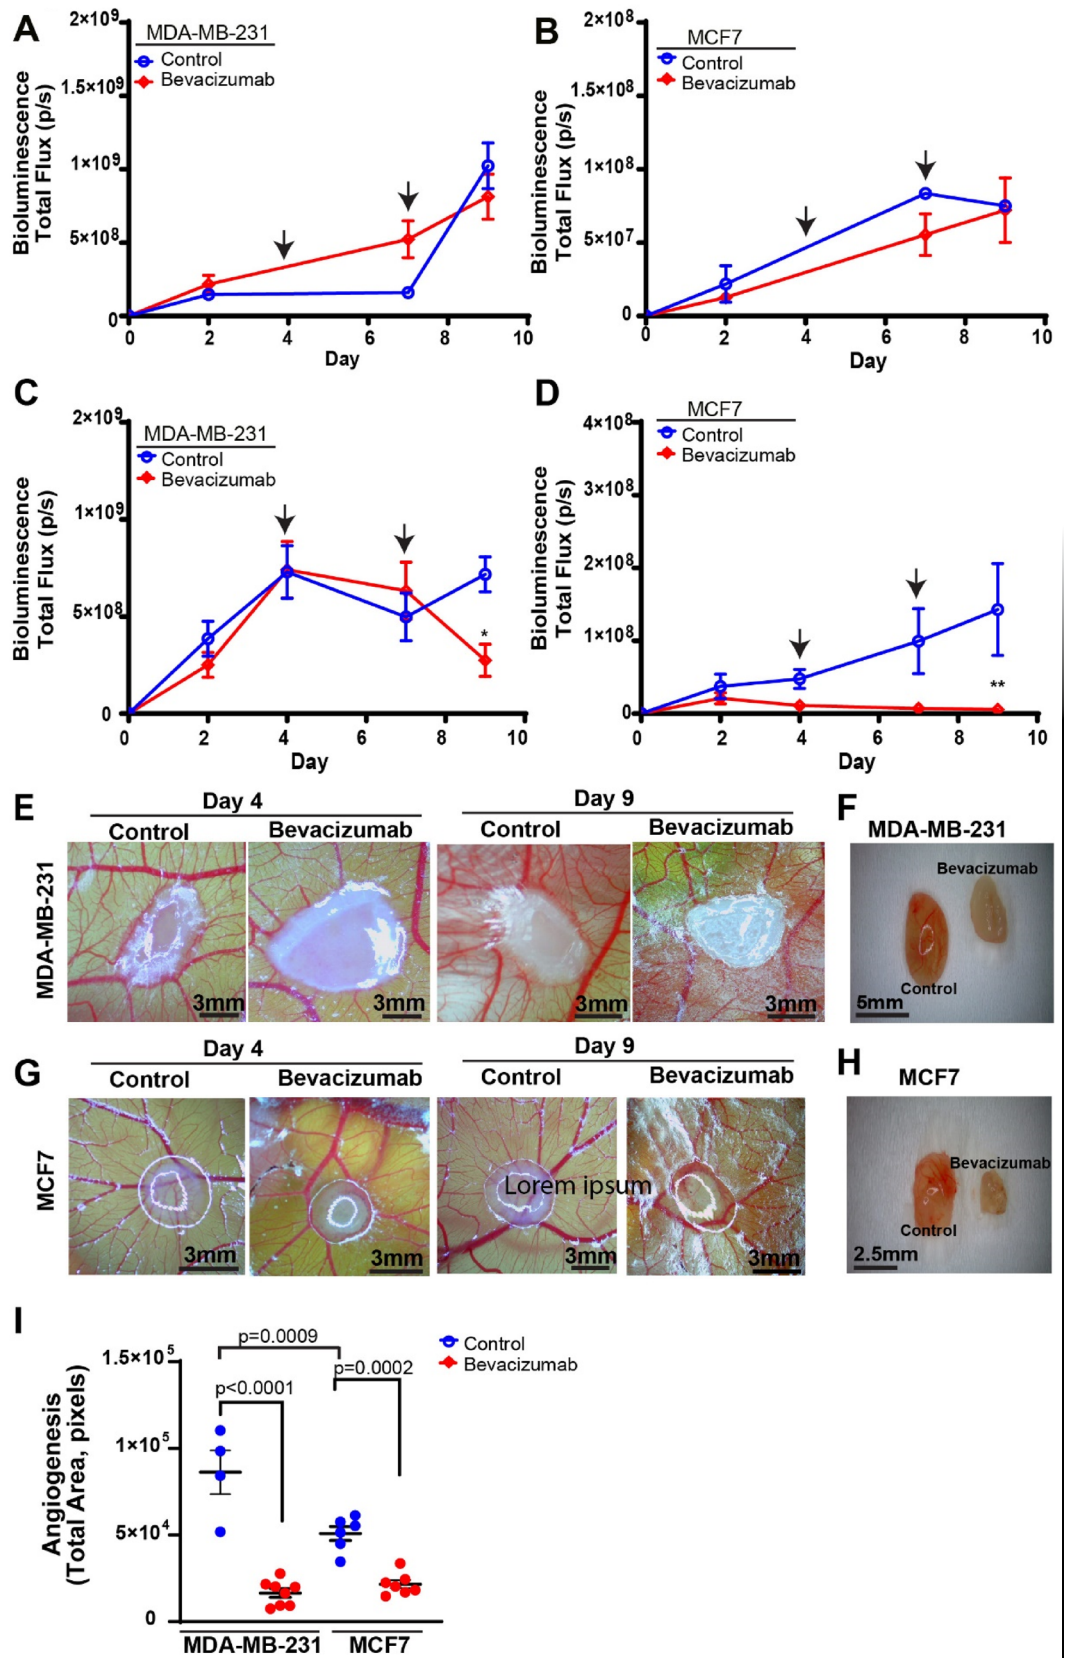 A
MDA-MB-231
Control
Bevacizumab
Bioluminescence
Total Flux (p/s)
2×10⁹
1.5×10⁹
1×10⁹
5×10⁸
0
0 2 4 6 8 10
Day
B
MCF7
Control
Bevacizumab
Bioluminescence
Total Flux (p/s)
2×10⁸
1.5×10⁸
1×10⁸
5×10⁷
0
0 2 4 6 8 10
Day
C
MDA-MB-231
Control
Bevacizumab
Bioluminescence
Total Flux (p/s)
2×10⁹
1×10⁹
5×10⁸
0
*
0 2 4 6 8 10
Day
D
MCF7
Control
Bevacizumab
Bioluminescence
Total Flux (p/s)
4×10⁸
3×10⁸
2×10⁸
1×10⁸
0
**
0 2 4 6 8 10
Day
E
Day 4
Day 9
Control
Bevacizumab
Control
Bevacizumab
MDA-MB-231
3mm
3mm
3mm
3mm
F
MDA-MB-231
Bevacizumab
Control
5mm
G
Day 4
Day 9
Control
Bevacizumab
Control
Bevacizumab
MCF7
Lorem ipsum
3mm
3mm
3mm
3mm
H
MCF7
Bevacizumab
Control
2.5mm
I
Control
Bevacizumab
p=0.0009
p=0.0002
p<0.0001
Angiogenesis
(Total Area, pixels)
1.5×10⁵
1×10⁵
5×10⁴
0
MDA-MB-231 MCF7